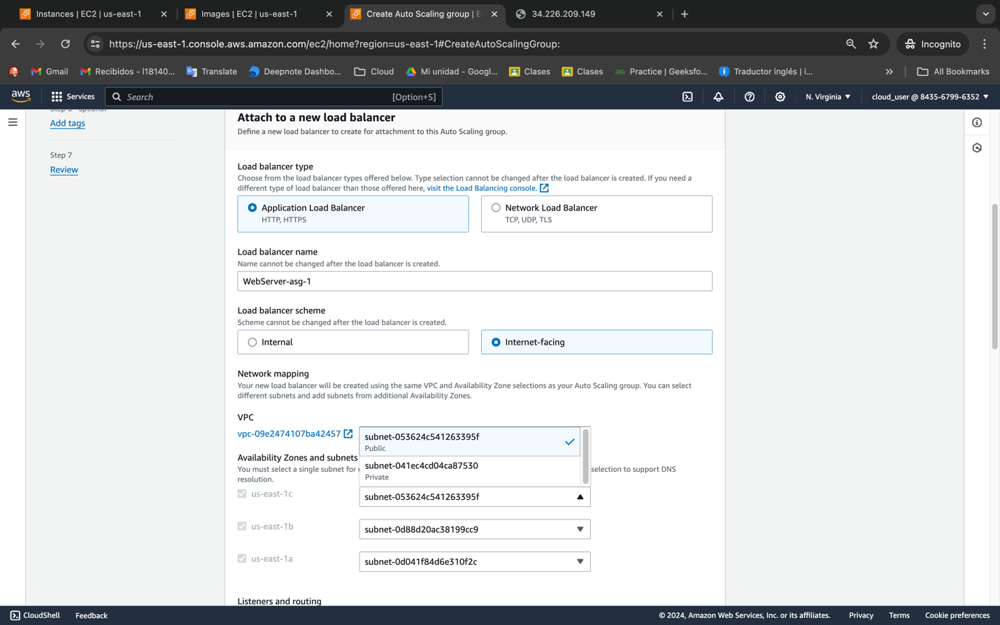 Instances | EC2 | us-east-1
Images | EC2 | us-east-1
Create Auto Scaling group | E
34.226.209.149
https://us-east-1.console.aws.amazon.com/ec2/home?region=us-east-1#CreateAutoScalingGroup:
Incognito
Gmail
Recibidos - l18140...
Translate
Deepnote Dashbo...
Cloud
Mi unidad - Googl...
Clases
Clases
Practice | Geeksfo...
Traductor inglés | i...
All Bookmarks
aws
Services
Search
[Option+S]
N. Virginia
cloud_user @ 8435-6799-6352
Step 6 - optional
Add tags
Step 7
Review
Attach to a new load balancer
Define a new load balancer to create for attachment to this Auto Scaling group.
Load balancer type
Choose from the load balancer types offered below. Type selection cannot be changed after the load balancer is created. If you need a
different type of load balancer than those offered here, visit the Load Balancing console.
Application Load Balancer
HTTP, HTTPS
Network Load Balancer
TCP, UDP, TLS
Load balancer name
Name cannot be changed after the load balancer is created.
WebServer-asg-1
Load balancer scheme
Scheme cannot be changed after the load balancer is created.
Internal
Internet-facing
Network mapping
Your new load balancer will be created using the same VPC and Availability Zone selections as your Auto Scaling group. You can select
different subnets and add subnets from additional Availability Zones.
VPC
vpc-09e2474107ba42457
subnet-053624c541263395f
Public
subnet-041ec4cd04ca87530
Private
Availability Zones and subnets
You must select a single subnet for
selection to support DNS
resolution.
us-east-1c
subnet-053624c541263395f
us-east-1b
subnet-0d88d20ac38199cc9
us-east-1a
subnet-0d041f84d6e310f2c
Listeners and routing
CloudShell
Feedback
© 2024, Amazon Web Services, Inc. or its affiliates.
Privacy
Terms
Cookie preferences